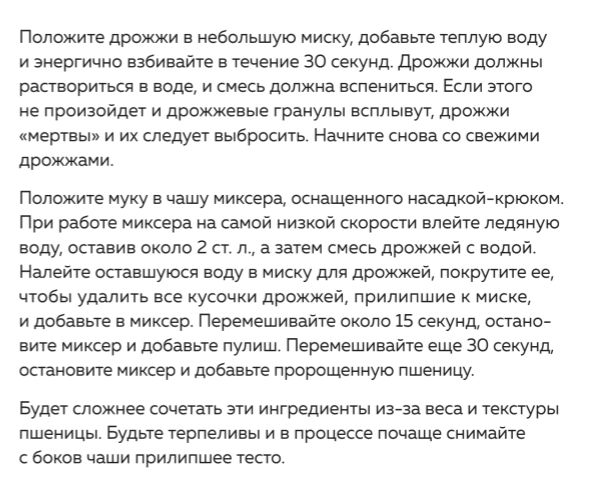 Положите дрожжи в небольшую миску, добавьте теплую воду
и энергично взбивайте в течение 30 секунд. Дрожжи должны
раствориться в воде, и смесь должна вспениться. Если этого
не произойдет и дрожжевые гранулы всплывут, дрожжи
«мертвы» и их следует выбросить. Начните снова со свежими
дрожжами.
Положите муку в чашу миксера, оснащенного насадкой-крюком.
При работе миксера на самой низкой скорости влейте ледяную
воду, оставив около 2 ст. л., а затем смесь дрожжей с водой.
Налейте оставшуюся воду в миску для дрожжей, покрутите ее,
чтобы удалить все кусочки дрожжей, прилипшие к миске,
и добавьте в миксер. Перемешивайте около 15 секунд, остано-
вите миксер и добавьте пулиш. Перемешивайте еще 30 секунд,
остановите миксер и добавьте пророщенную пшеницу.
Будет сложнее сочетать эти ингредиенты из-за веса и текстуры
пшеницы. Будьте терпеливы и в процессе почаще снимайте
с боков чаши прилипшее тесто.